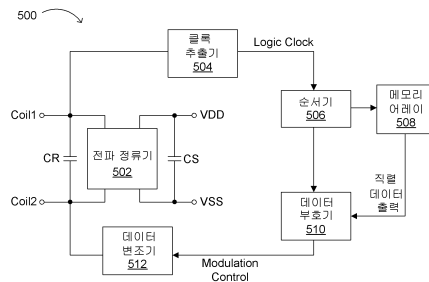 500
클록
추출기
504
Logic Clock
순서기
506
메모리
어레이
508
Coil1
VDD
CR
전파 정류기
502
CS
Coil2
VSS
직렬
데이터
출력
데이터
부호기
510
데이터
변조기
512
Modulation
Control